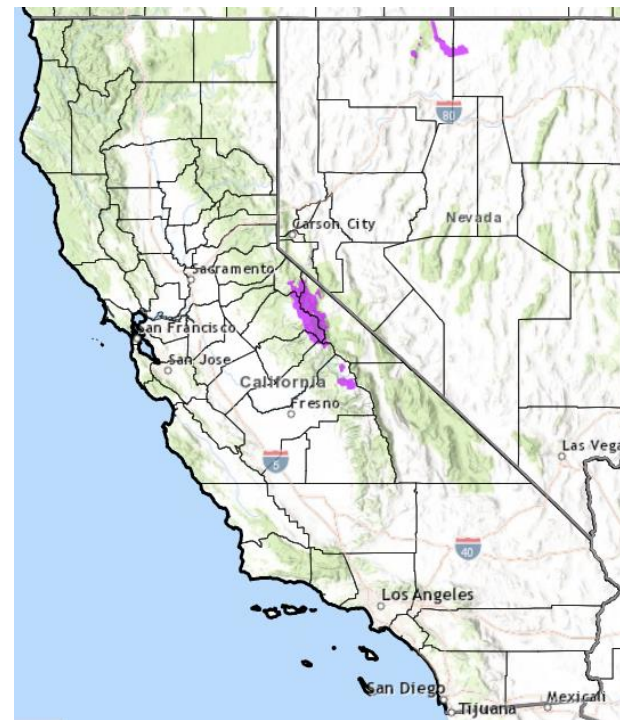 80
Carson City
Nevada
Sacramento
San Francisco
San Jose
California
Fresno
5
Las Vega
40
Los Angeles
San Diego
Tijuana
Mexicali